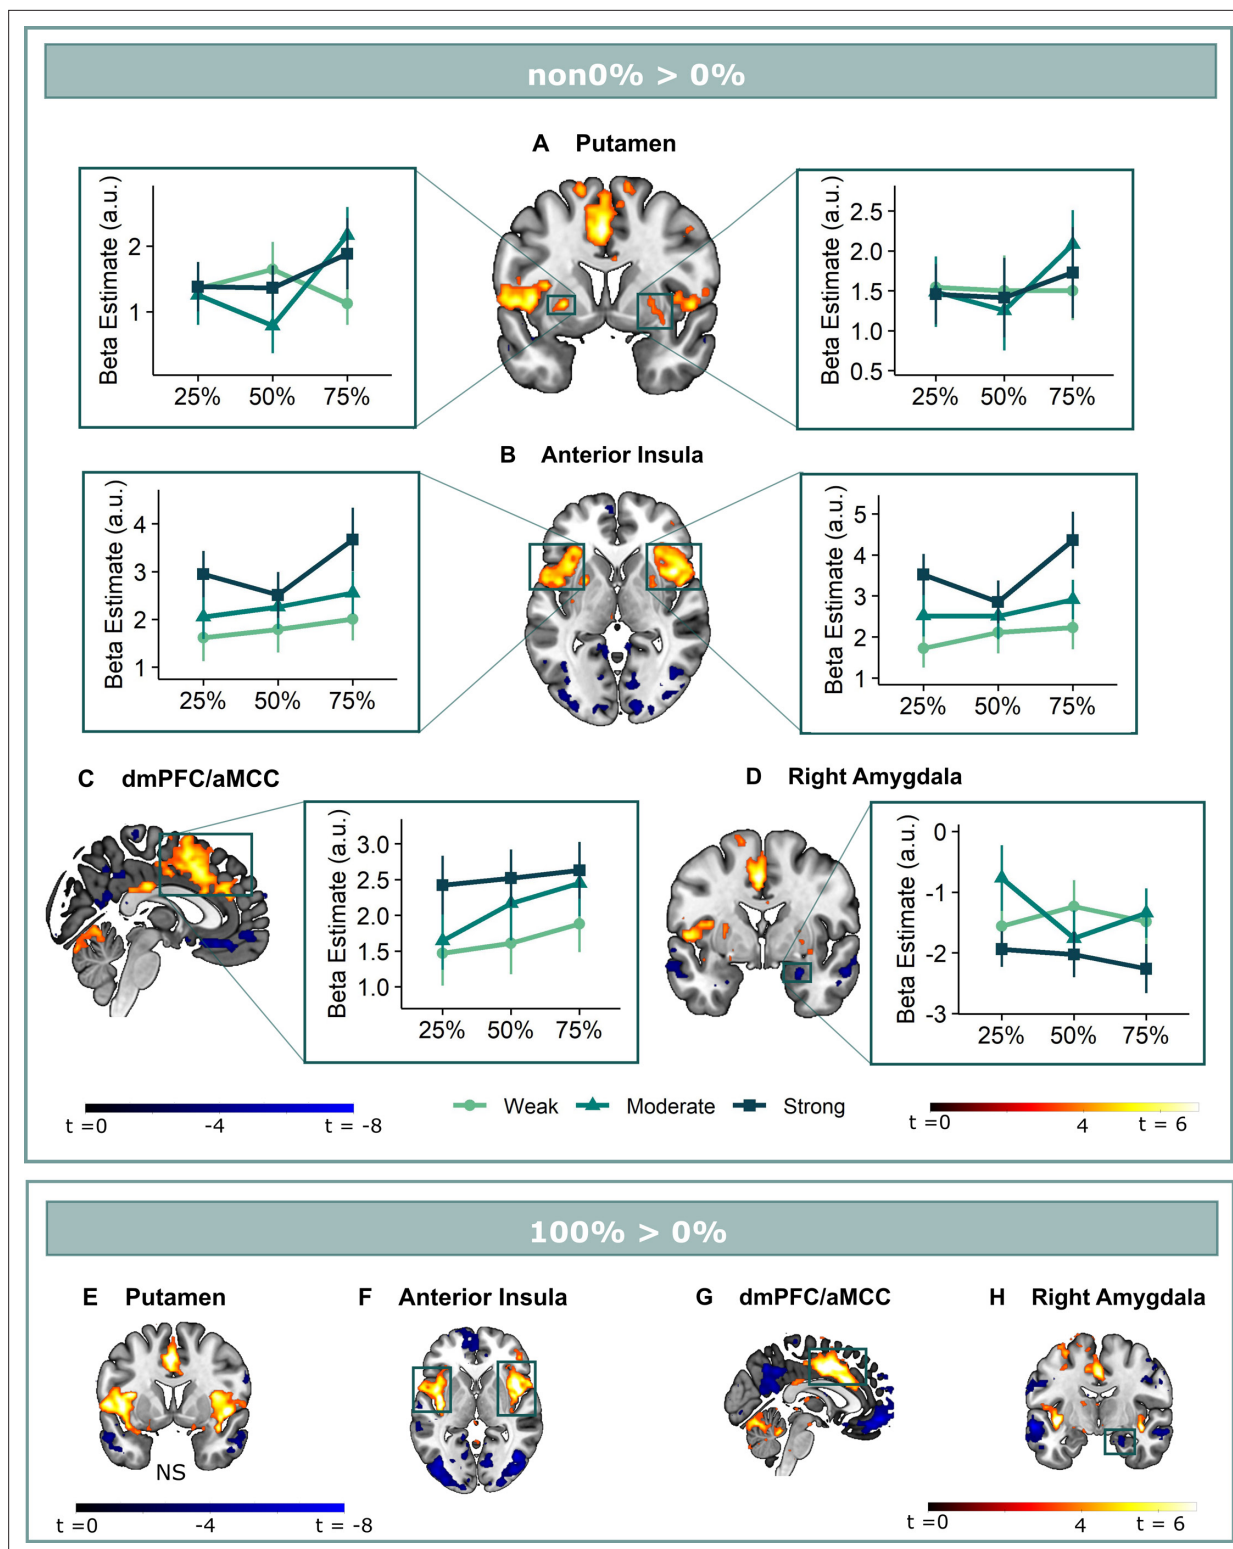 non0% > 0%
A Putamen
Beta Estimate (a.u.)
2
1
25% 50% 75%
Beta Estimate (a.u.)
2.5
2.0
1.5
1.0
0.5
25% 50% 75%
B Anterior Insula
Beta Estimate (a.u.)
4
3
2
1
25% 50% 75%
Beta Estimate (a.u.)
5
4
3
2
1
25% 50% 75%
C dmPFC/aMCC
Beta Estimate (a.u.)
3.0
2.5
2.0
1.5
1.0
25% 50% 75%
D Right Amygdala
Beta Estimate (a.u.)
0
-1
-2
-3
25% 50% 75%
t =0 -4 t = -8
Weak Moderate Strong
t=0 4 t = 6
100% > 0%
E Putamen
F Anterior Insula
G dmPFC/aMCC
H Right Amygdala
NS
t =0 -4 t = -8
t =0 4 t = 6